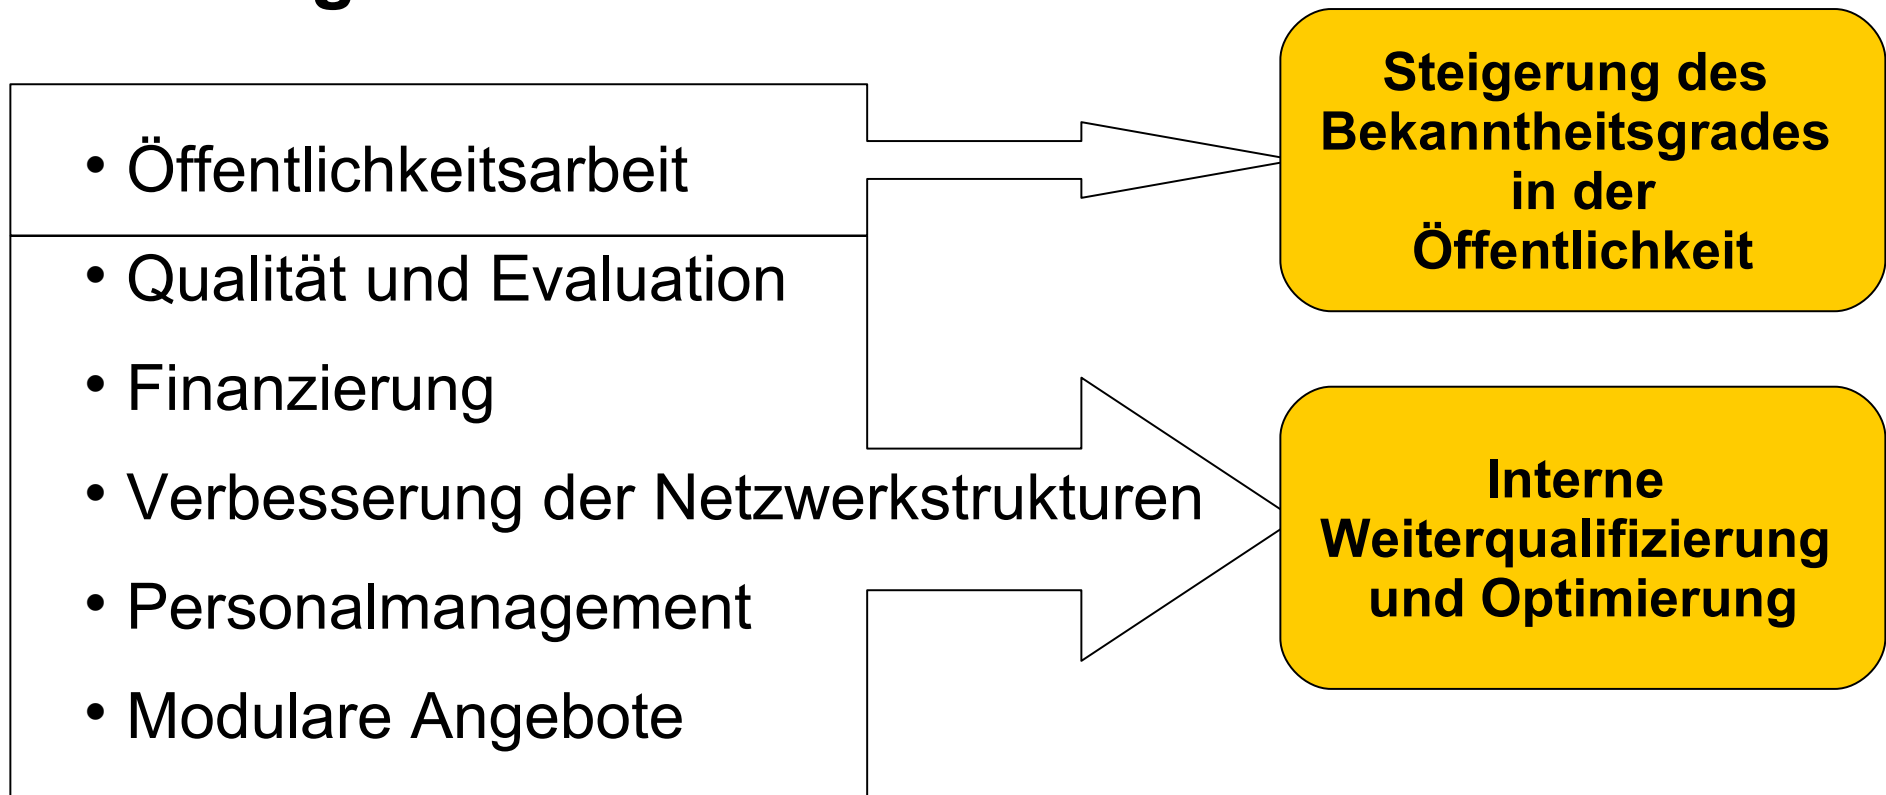 • Öffentlichkeitsarbeit
• Qualität und Evaluation
• Finanzierung
• Verbesserung der Netzwerkstrukturen
• Personalmanagement
• Modulare Angebote
Steigerung des
Bekanntheitsgrades
in der
Öffentlichkeit
Interne
Weiterqualifizierung
und Optimierung